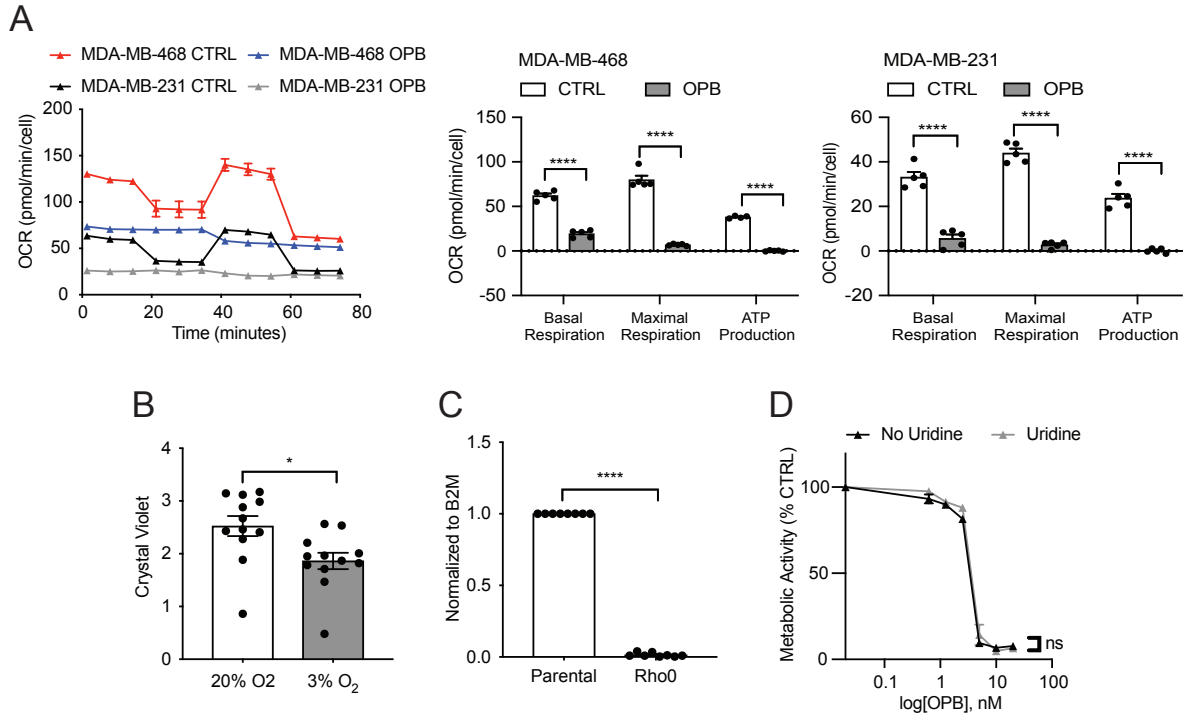 A
MDA-MB-468 CTRL
MDA-MB-468 OPB
MDA-MB-231 CTRL
MDA-MB-231 OPB
OCR (pmol/min/cell)
200
150
100
50
0
0
20
40
60
80
Time (minutes)
MDA-MB-468
CTRL
OPB
OCR (pmol/min/cell)
150
100
50
0
-50
****
****
****
Basal
Respiration
Maximal
Respiration
ATP
Production
MDA-MB-231
CTRL
OPB
OCR (pmol/min/cell)
60
40
20
0
-20
****
****
****
Basal
Respiration
Maximal
Respiration
ATP
Production
B
Crystal Violet
4
3
2
1
0
*
20% O2
3% O2
C
Normalized to B2M
1.5
1.0
0.5
0.0
****
Parental
Rho0
D
No Uridine
Uridine
Metabolic Activity (% CTRL)
100
50
0
ns
0.1
1
10
100
log[OPB], nM